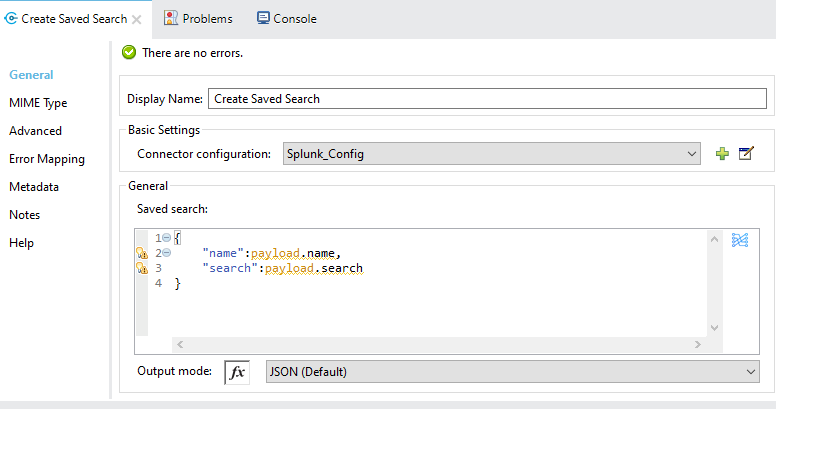 Create Saved Search Problems Console
There are no errors.
General
MIME Type
Advanced
Error Mapping
Metadata
Notes
Help
Display Name: Create Saved Search
Basic Settings
Connector configuration: Splunk_Config
General
Saved search:
1 {
2 "name":payload.name,
3 "search":payload.search
4 }
Output mode: fx JSON (Default)